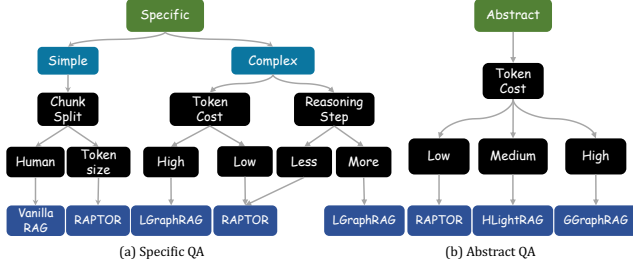 Specific
Abstract
Simple
Complex
Chunk
Split
Token
Cost
Reasoning
Step
Token
Cost
Human
Token
size
High
Low
Less
More
Low
Medium
High
Vanilla
RAG
RAPTOR
LGraphRAG
RAPTOR
LGraphRAG
RAPTOR
HLightRAG
GGraphRAG
(a) Specific QA
(b) Abstract QA